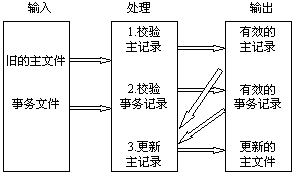 输入
处理
输出
旧的主文件
事务文件
1.校验
主记录
2.校验
事务记录
3.更新
主记录
有效的
主记录
有效的
事务记录
更新的
主文件